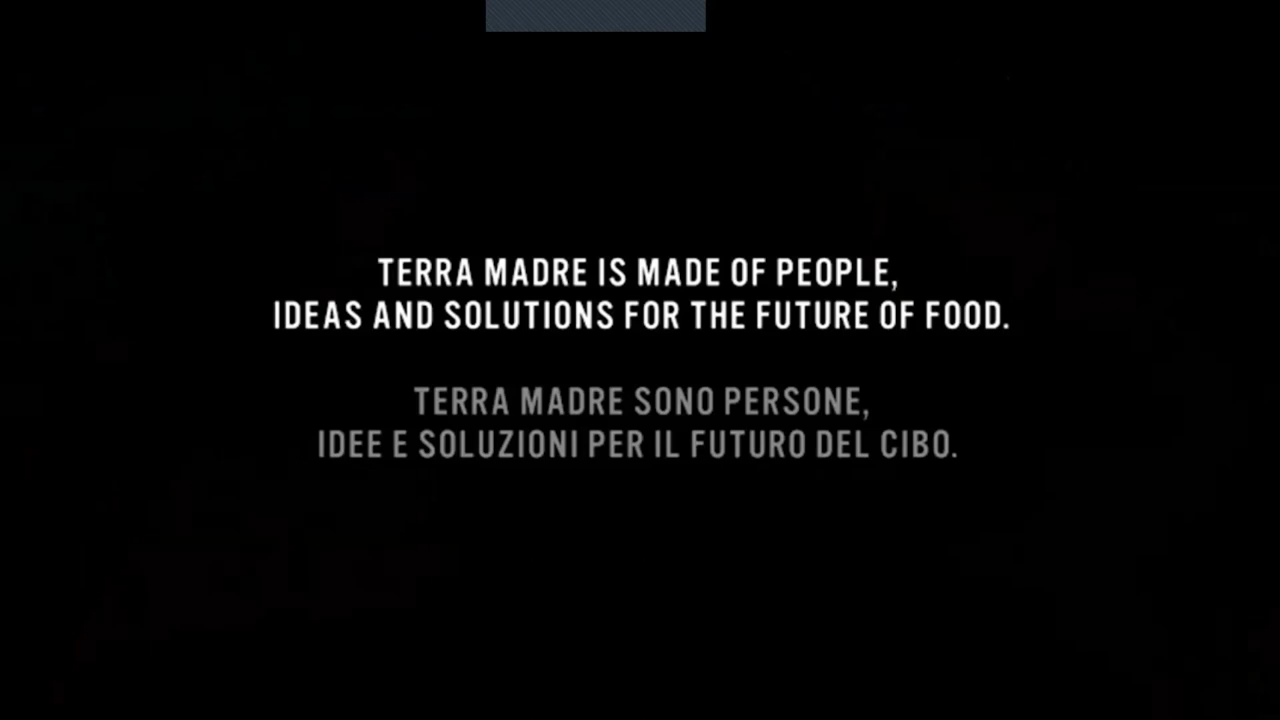 TERRA MADRE IS MADE OF PEOPLE,
IDEAS AND SOLUTIONS FOR THE FUTURE OF FOOD.
TERRA MADRE SONO PERSONE,
IDEE E SOLUZIONI PER IL FUTURO DEL CIBO.